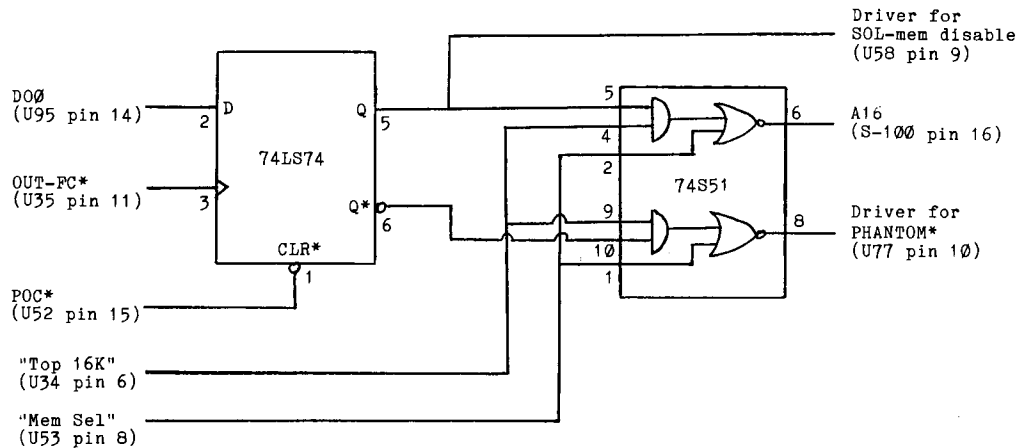 Driver for
SOL-mem disable
(U58 pin 9)
DOØ
(U95 pin 14)
2
D
Q
5
74LS74
OUT-FC*
(U35 pin 11)
3
Q*
6
CLR*
1
POC*
(U52 pin 15)
"Top 16K"
(U34 pin 6)
"Mem Sel"
(U53 pin 8)
5
4
2
74S51
9
10
1
6
A16
(S-100 pin 16)
8
Driver for
PHANTOM*
(U77 pin 10)